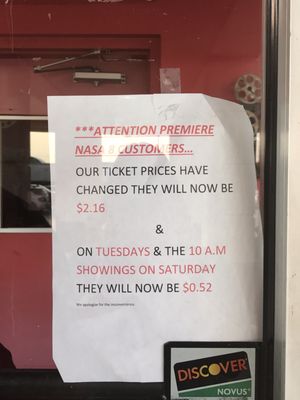 ***ATTENTION PREMIERE
NASA 8 CUSTOMERS...
OUR TICKET PRICES HAVE
CHANGED THEY WILL NOW BE
$2.16
&
ON TUESDAYS & THE 10 A.M
SHOWINGS ON SATURDAY
THEY WILL NOW BE $0.52
We apologize for the inconvenience.
DISCOVER
NOVUS